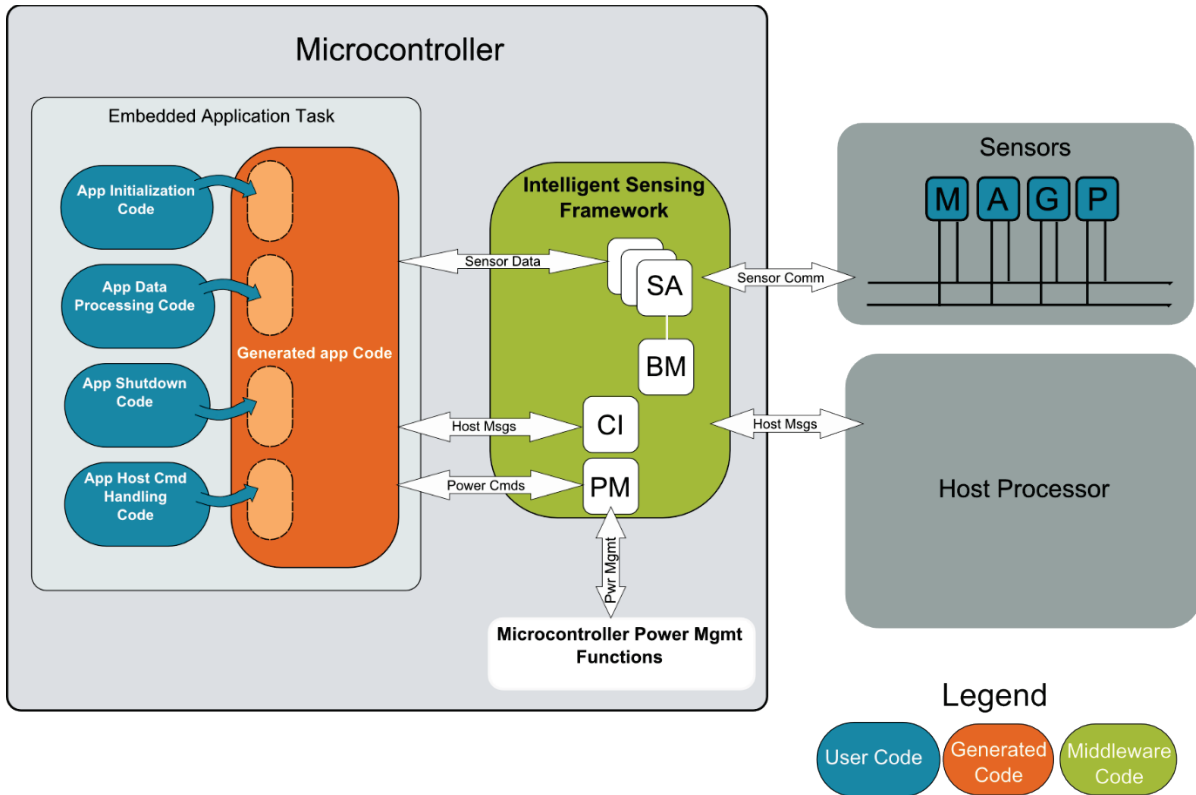 Microcontroller
Embedded Application Task
App Initialization
Code
App Data
Processing Code
App Shutdown
Code
App Host Cmd
Handling
Code
Generated app Code
Intelligent Sensing
Framework
Sensor Data
SA
BM
Host Msgs
CI
Power Cmds
PM
Pwr Mgmt
Microcontroller Power Mgmt
Functions
Sensor Comm
Host Msgs
Sensors
M A G P
Host Processor
Legend
User Code
Generated
Code
Middleware
Code